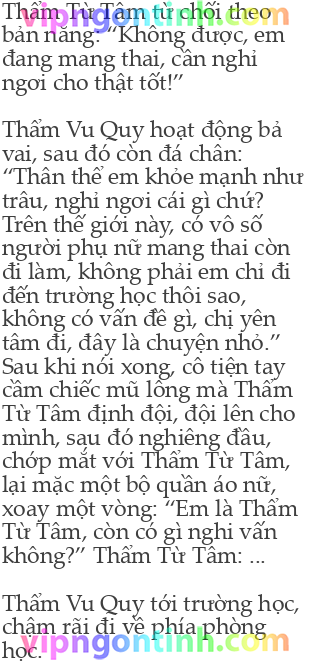 Thẩm Từ Tâm từ chối theo
bản năng: “Không được, em
đang mang thai, cần nghỉ
ngơi cho thật tốt!”

Thẩm Vu Quy hoạt động bả
vai, sau đó còn đá chân:
“Thân thể em khỏe mạnh như
trâu, nghỉ ngơi cái gì chứ?
Trên thế giới này, có vô số
người phụ nữ mang thai còn
đi làm, không phải em chỉ đi
đến trường học thôi sao,
không có vấn đề gì, chị yên
tâm đi, đây là chuyện nhỏ.”
Sau khi nói xong, cô tiện tay
cầm chiếc mũ lông mà Thẩm
Từ Tâm định đội, đội lên cho
mình, sau đó nghiêng đầu,
chớp mắt với Thẩm Từ Tâm,
lại mặc một bộ quần áo nữ,
xoay một vòng: “Em là Thẩm
Từ Tâm, còn có gì nghi vấn
không?” Thẩm Từ Tâm: ...

Thẩm Vu Quy tới trường học,
chậm rãi đi về phía phòng
học.
vipngontinh.com
vipngontinh.com